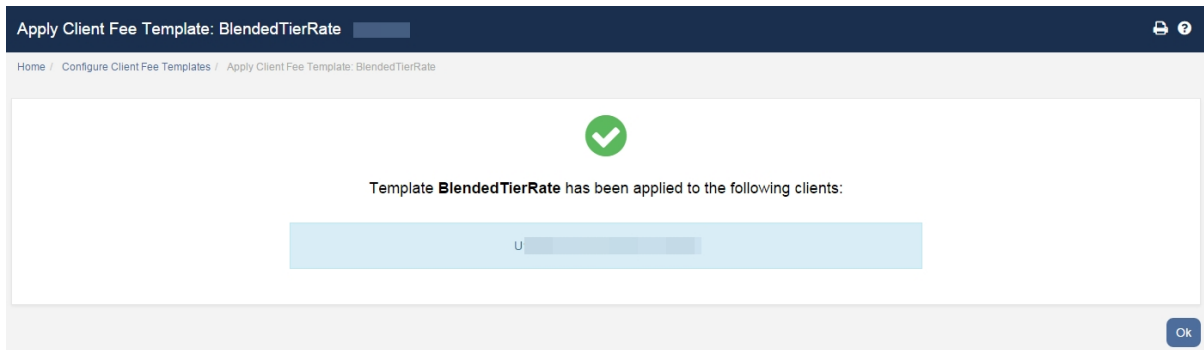 Apply Client Fee Template: BlendedTierRate
Home / Configure Client Fee Templates / Apply Client Fee Template: BlendedTierRate
Template BlendedTierRate has been applied to the following clients:
U
Ok